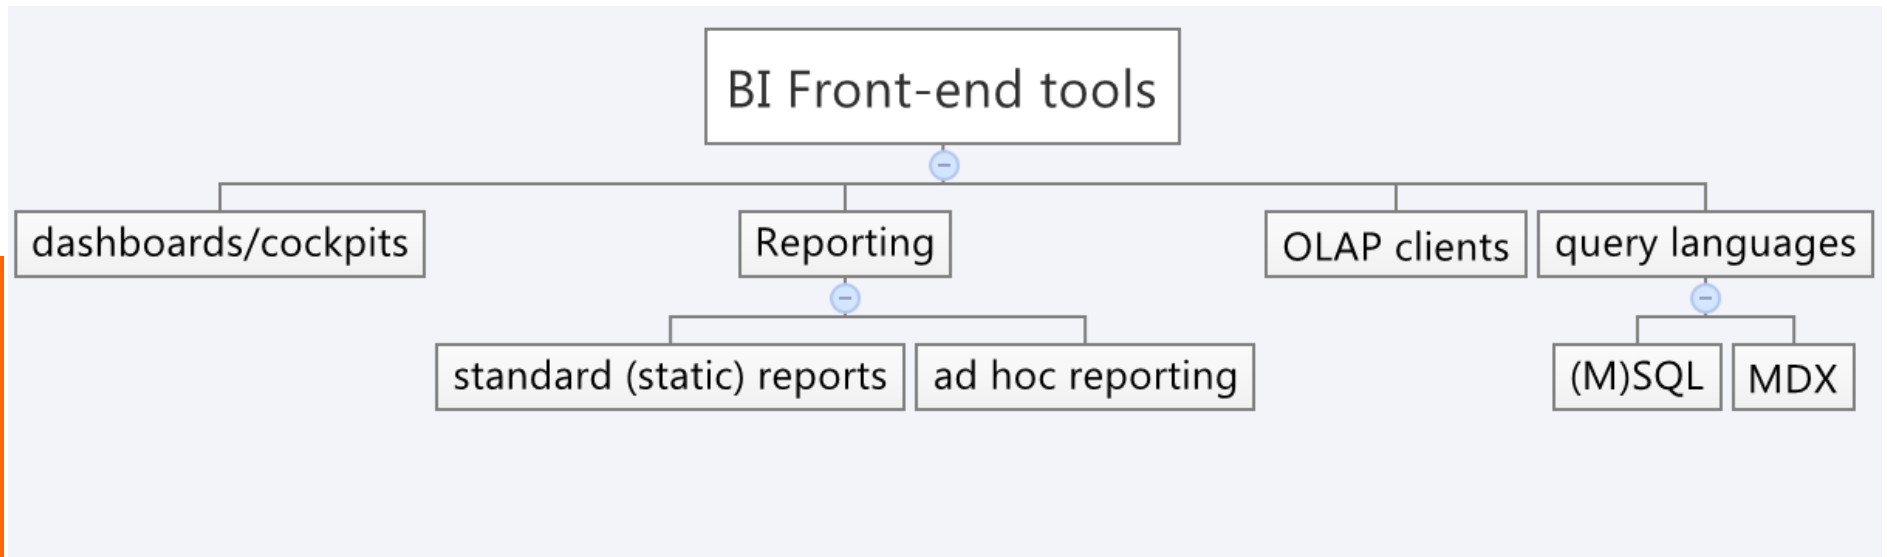 BI Front-end tools
dashboards/cockpits
Reporting
OLAP clients
query languages
standard (static) reports
ad hoc reporting
(M)SQL
MDX